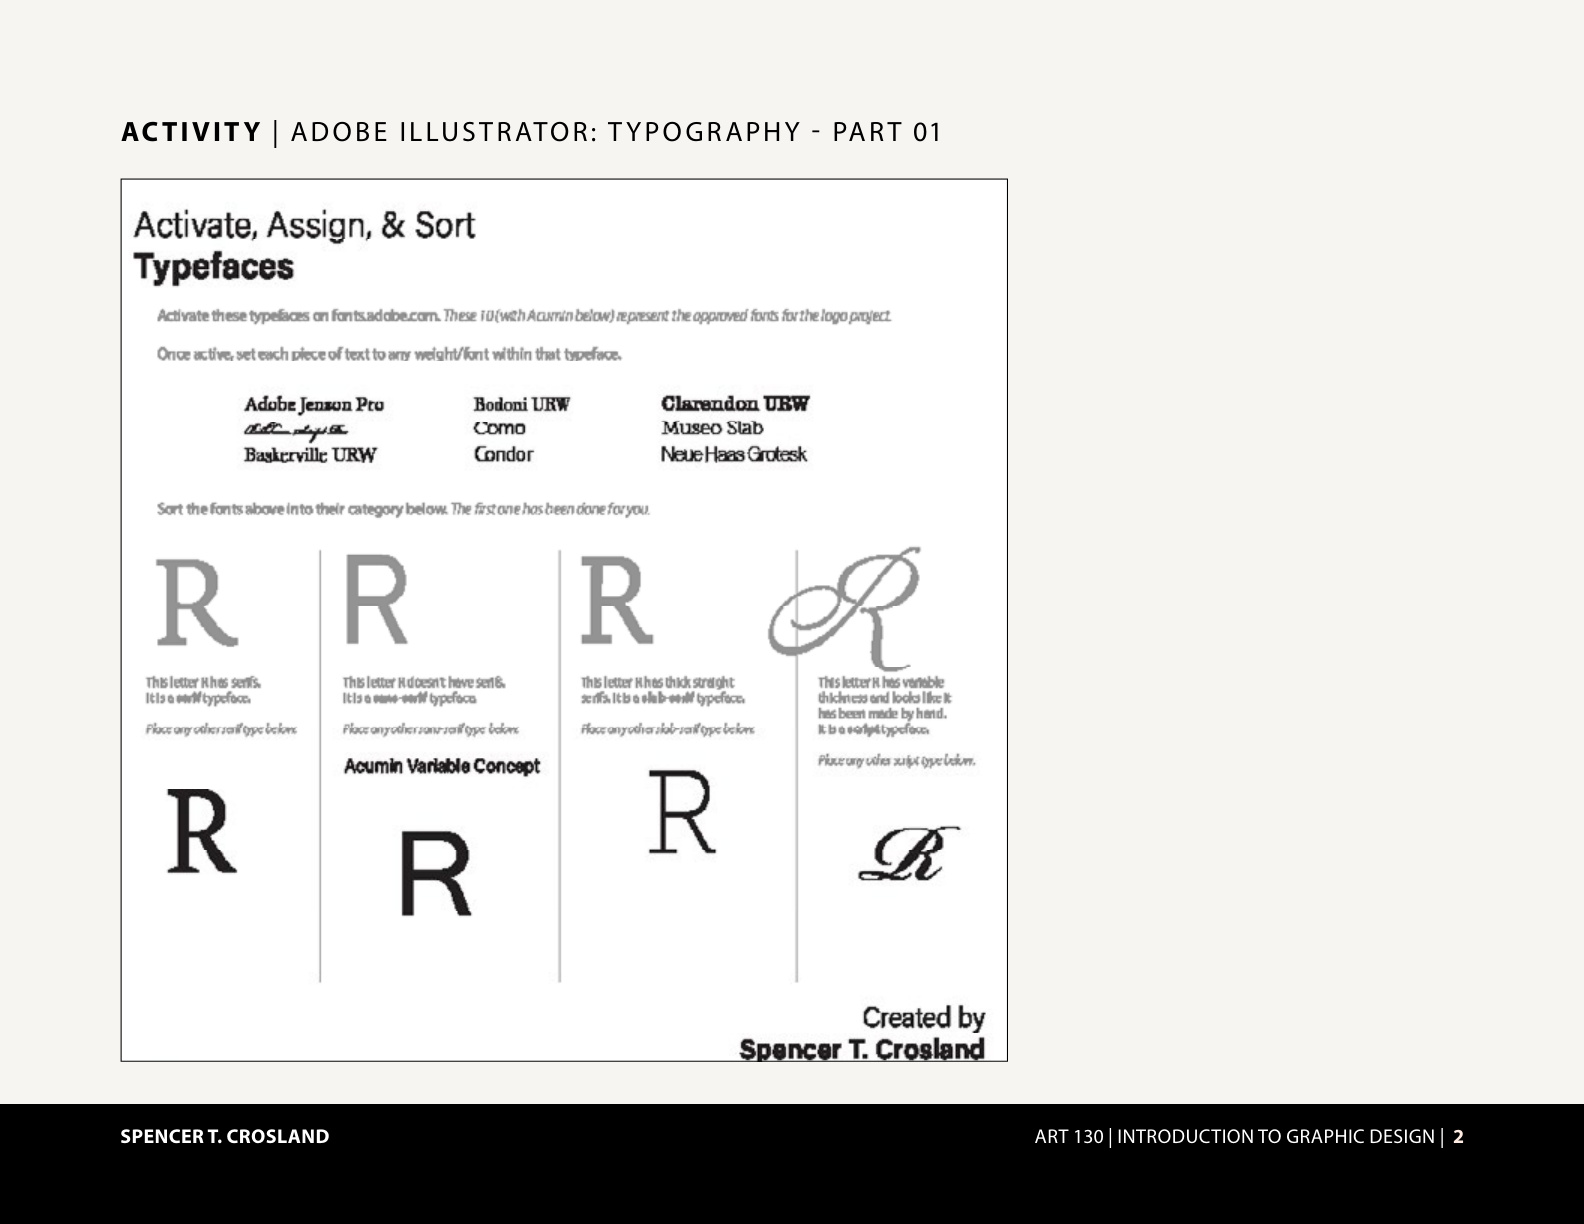 ACTIVITY | ADOBE ILLUSTRATOR: TYPOGRAPHY - PART 01
Activate, Assign, & Sort
Typefaces
Activate these typefaces on fonts.adobe.com. These 10 (with Acumin below) represent the approved fonts for the logo project.
Once active, set each piece of text to any weight/font within that typeface.
Adobe Jenson Pro Bodoni URW Clarendon URW
Como Museo Slab
Baskerville URW Condor Neue Haas Grotesk
Sort the fonts above into their category below. The first one has been done for you.
R R R R
This letter R has serifs.
It is a serif typeface.
Place any other serif type below.
R
This letter R doesn't have serifs.
It is a sans-serif typeface.
Place any other sans-serif type below.
Acumin Variable Concept
R
This letter R has thick straight
serifs. It is a slab-serif typeface.
Place any other slab-serif type below.
R
This letter R has variable
thickness and looks like it
has been made by hand.
It is a script typeface.
Place any other script type below.
R
Created by
Spencer T. Crosland
SPENCER T. CROSLAND
ART 130 | INTRODUCTION TO GRAPHIC DESIGN | 2